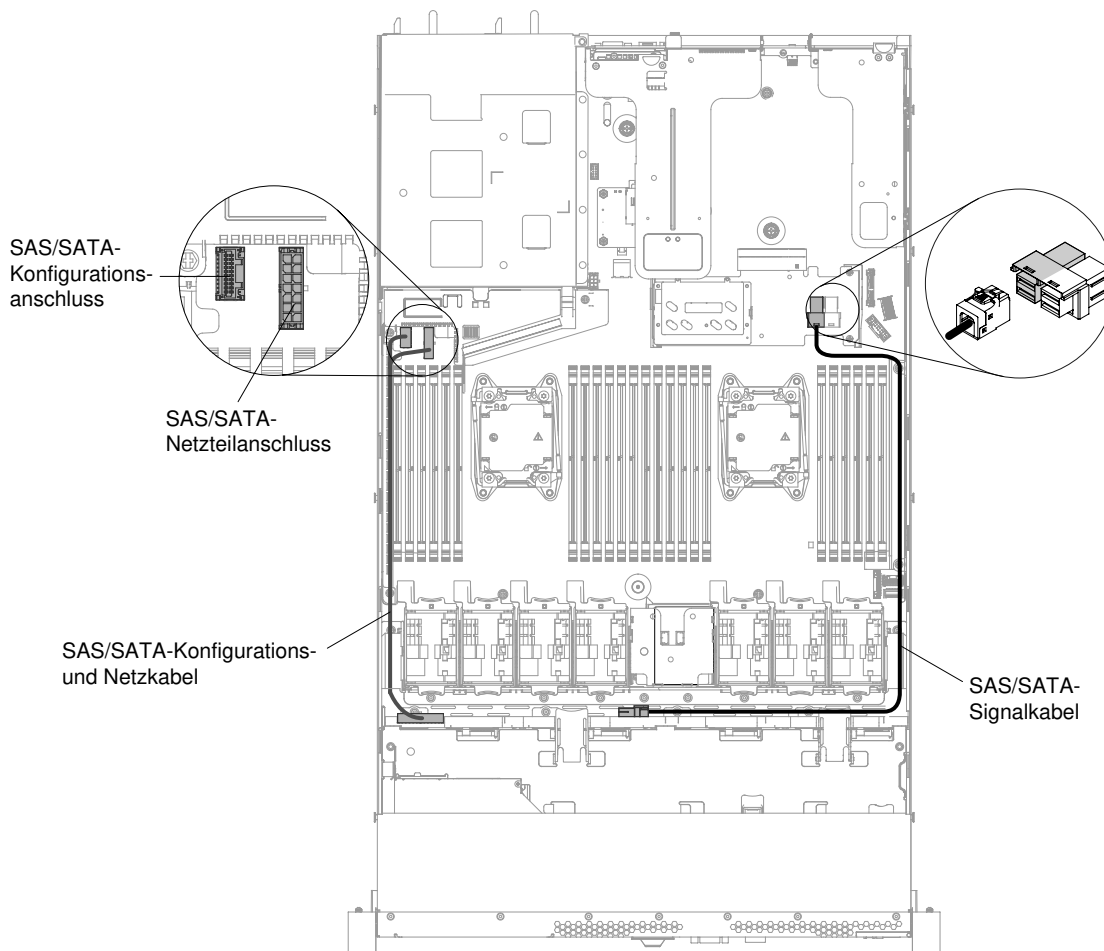 SAS/SATA-
Konfigurations-
anschluss
SAS/SATA-
Netzteilanschluss
SAS/SATA-Konfigurations-
und Netzkabel
SAS/SATA-
Signalkabel